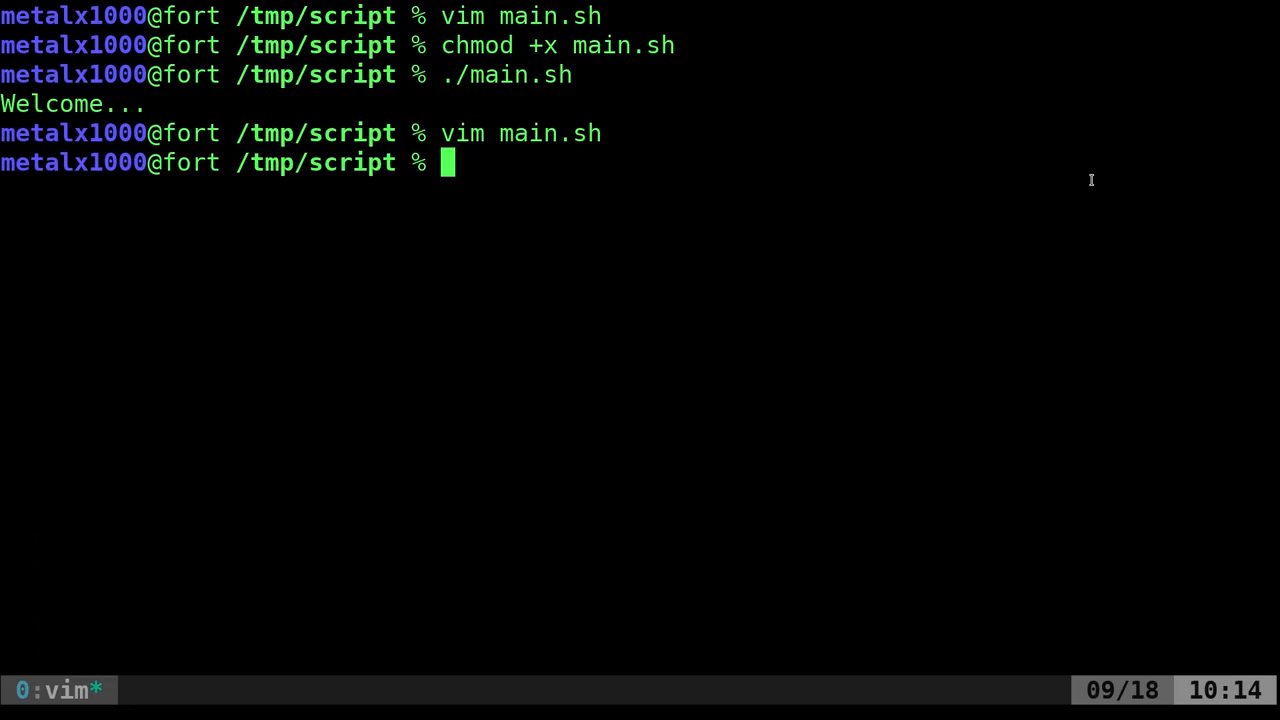 metalx1000@fort /tmp/script % vim main.sh
metalx1000@fort /tmp/script % chmod +x main.sh
metalx1000@fort /tmp/script % ./main.sh
Welcome...
metalx1000@fort /tmp/script % vim main.sh
metalx1000@fort /tmp/script %
0:vim* 09/18 10:14